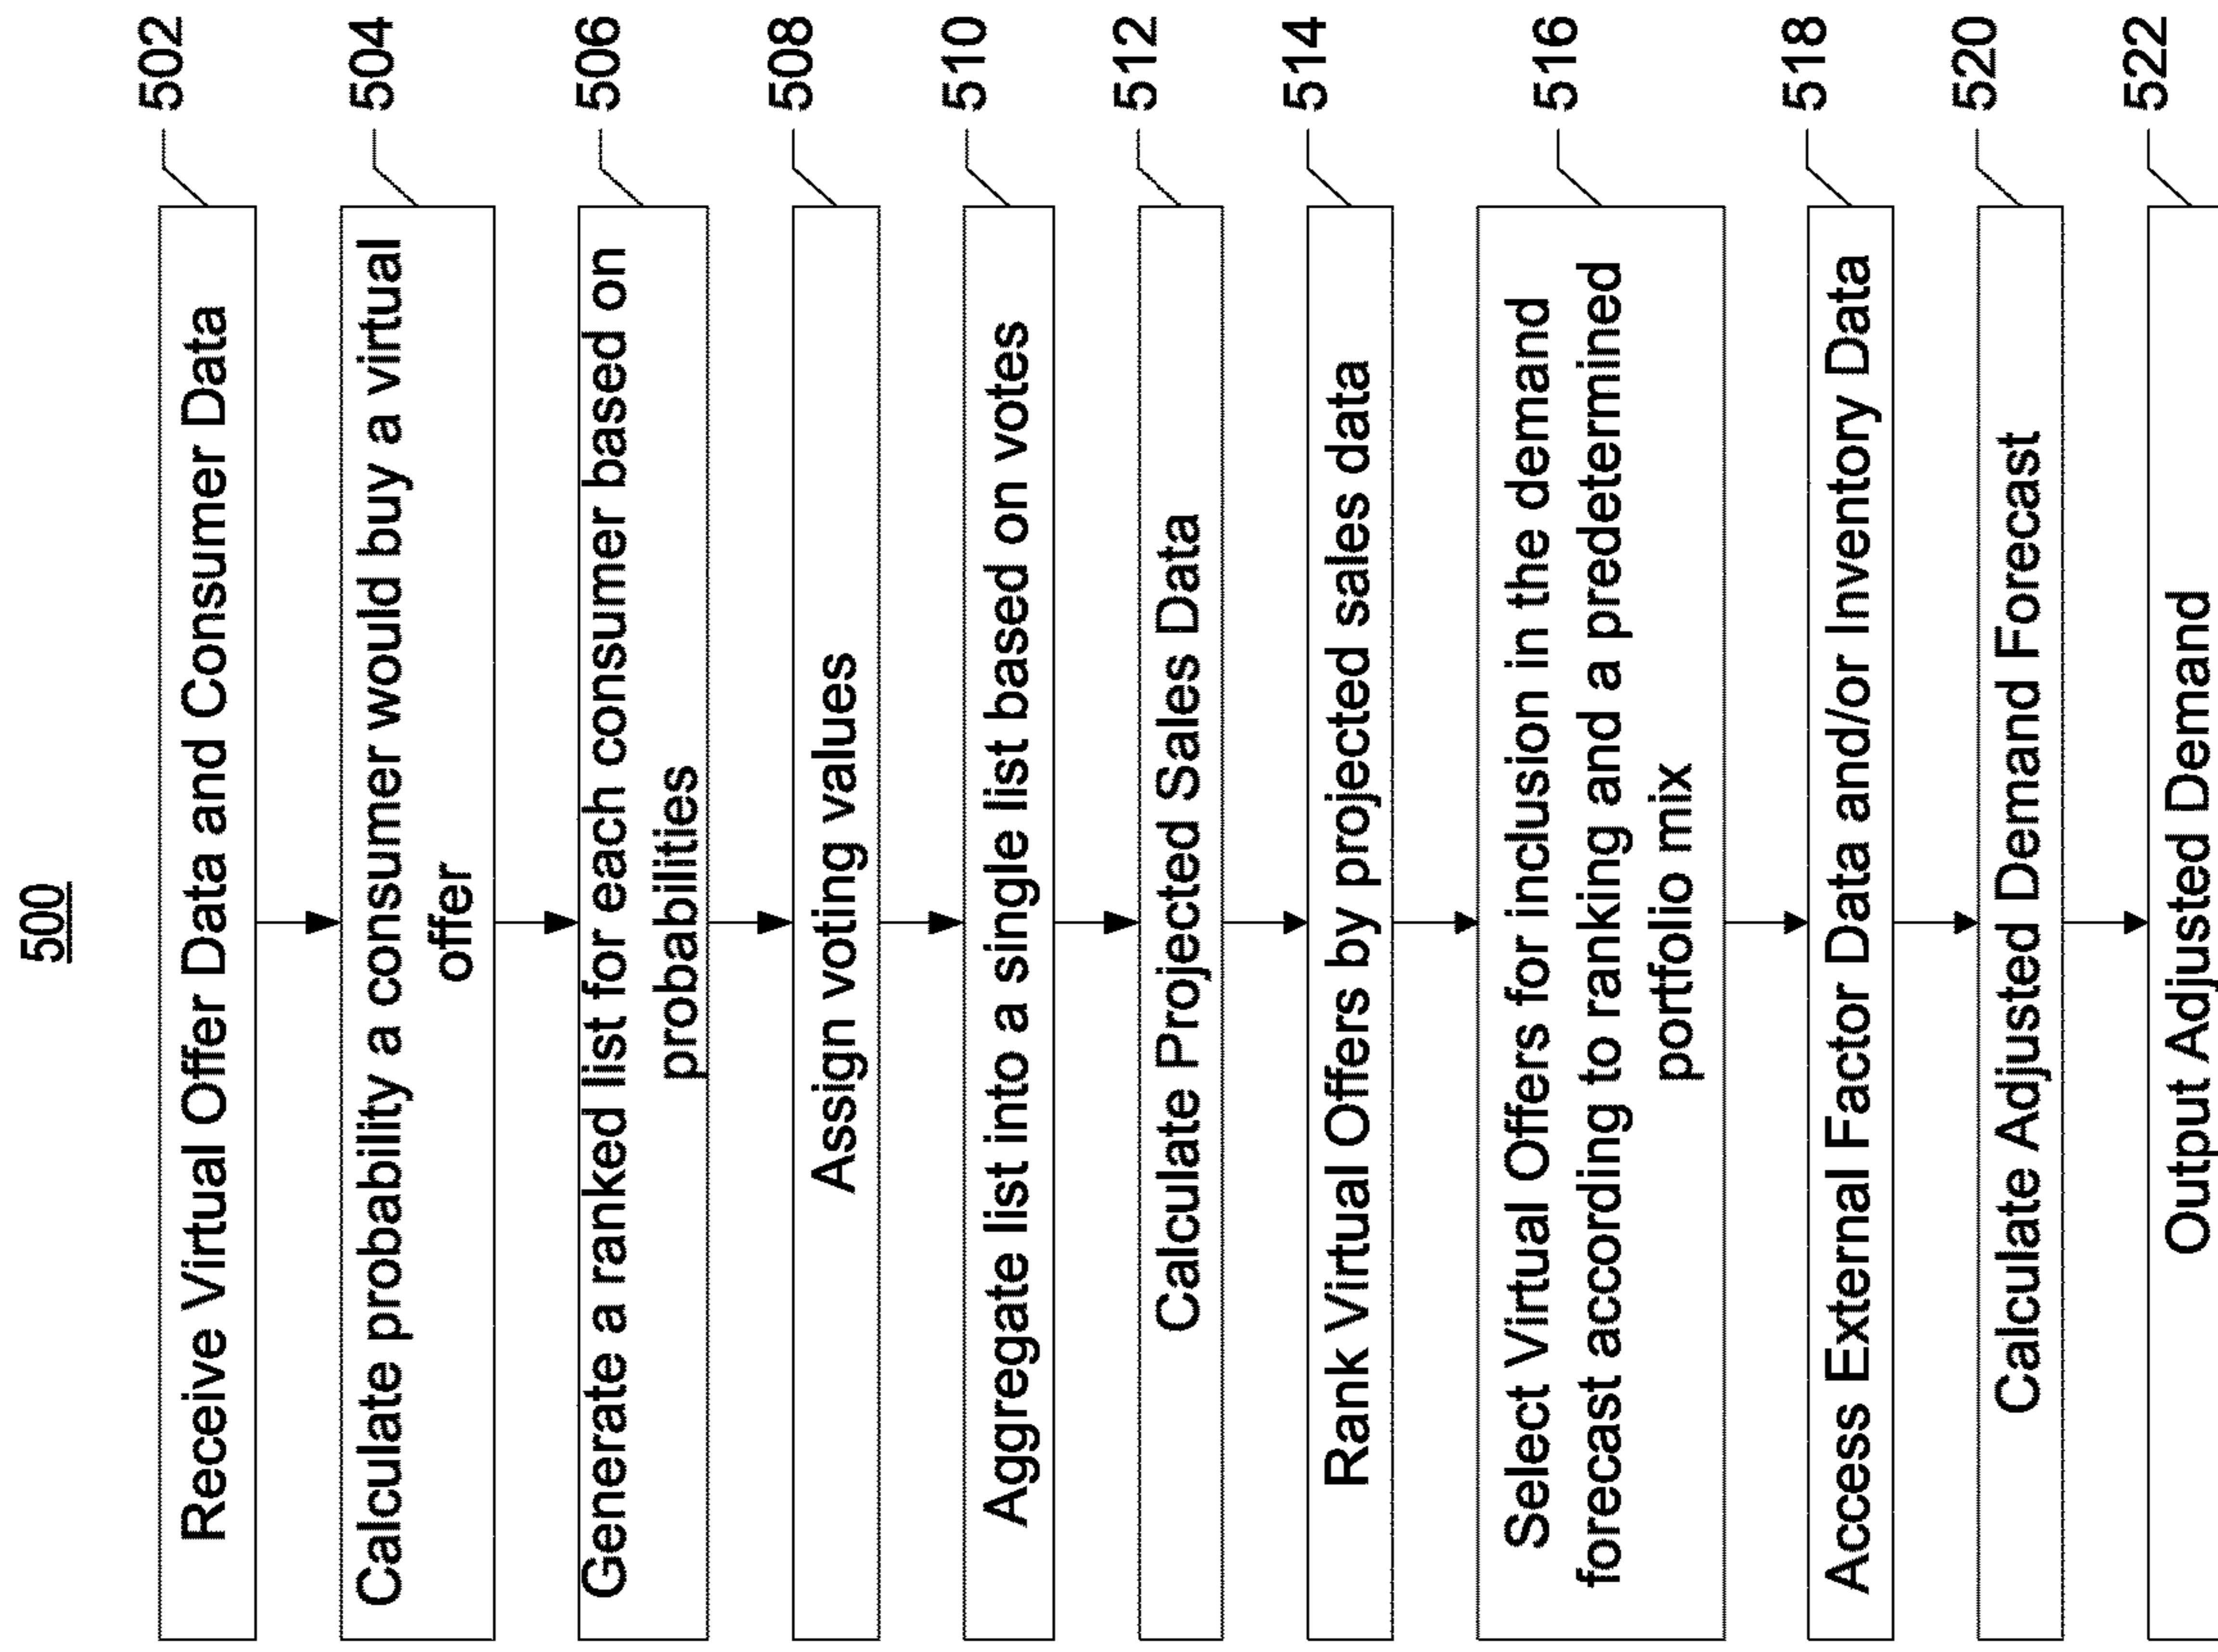 500
Receive Virtual Offer Data and Consumer Data
502
Calculate probability a consumer would buy a virtual
offer
504
Generate a ranked list for each consumer based on
probabilities
506
Assign voting values
508
Aggregate list into a single list based on votes
510
Calculate Projected Sales Data
512
Rank Virtual Offers by projected sales data
514
Select Virtual Offers for inclusion in the demand
forecast according to ranking and a predetermined
portfolio mix
516
Access External Factor Data and/or Inventory Data
518
Calculate Adjusted Demand Forecast
520
Output Adjusted Demand
522